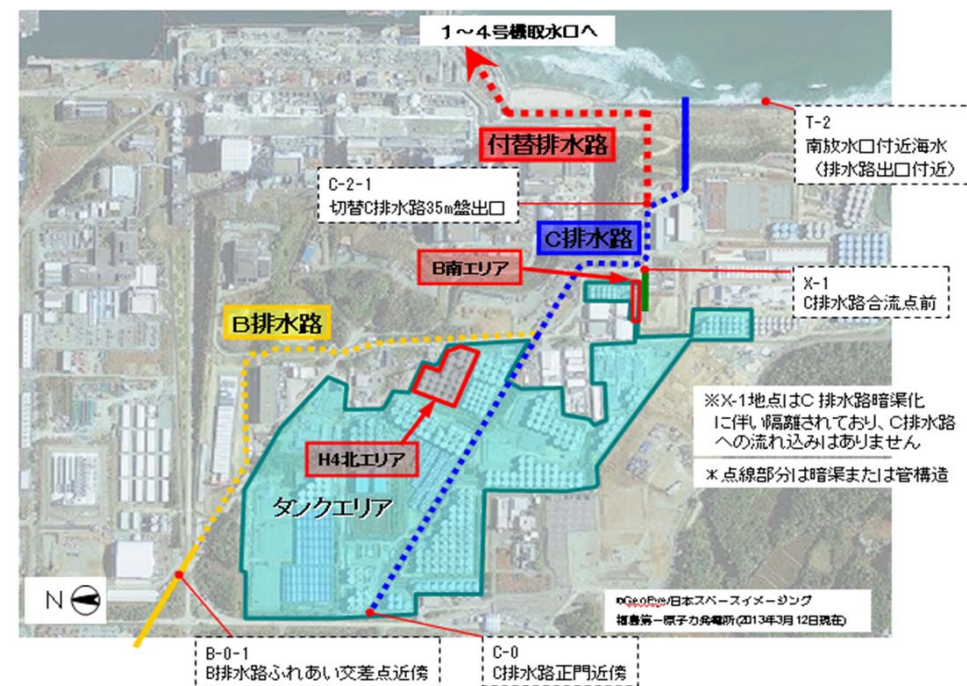 1～4号機取水口へ
T-2
南放水口付近海水
(排水路出口付近)
付替排水路
C-2-1
切替C排水路35m盤出口
C排水路
B南エリア
X-1
C排水路合流点前
B排水路
※X-1地点はC排水路暗渠化
に伴い隔離されており、C排水路
への流れ込みはありません
＊点線部分は暗渠または管構造
H4北エリア
タンクエリア
N
©GeoEye/日本スペースイメージング
福島第一原子力発電所(2013年3月12日現在)
B-0-1
B排水路ふれあい交差点近傍
C-0
C排水路正門近傍